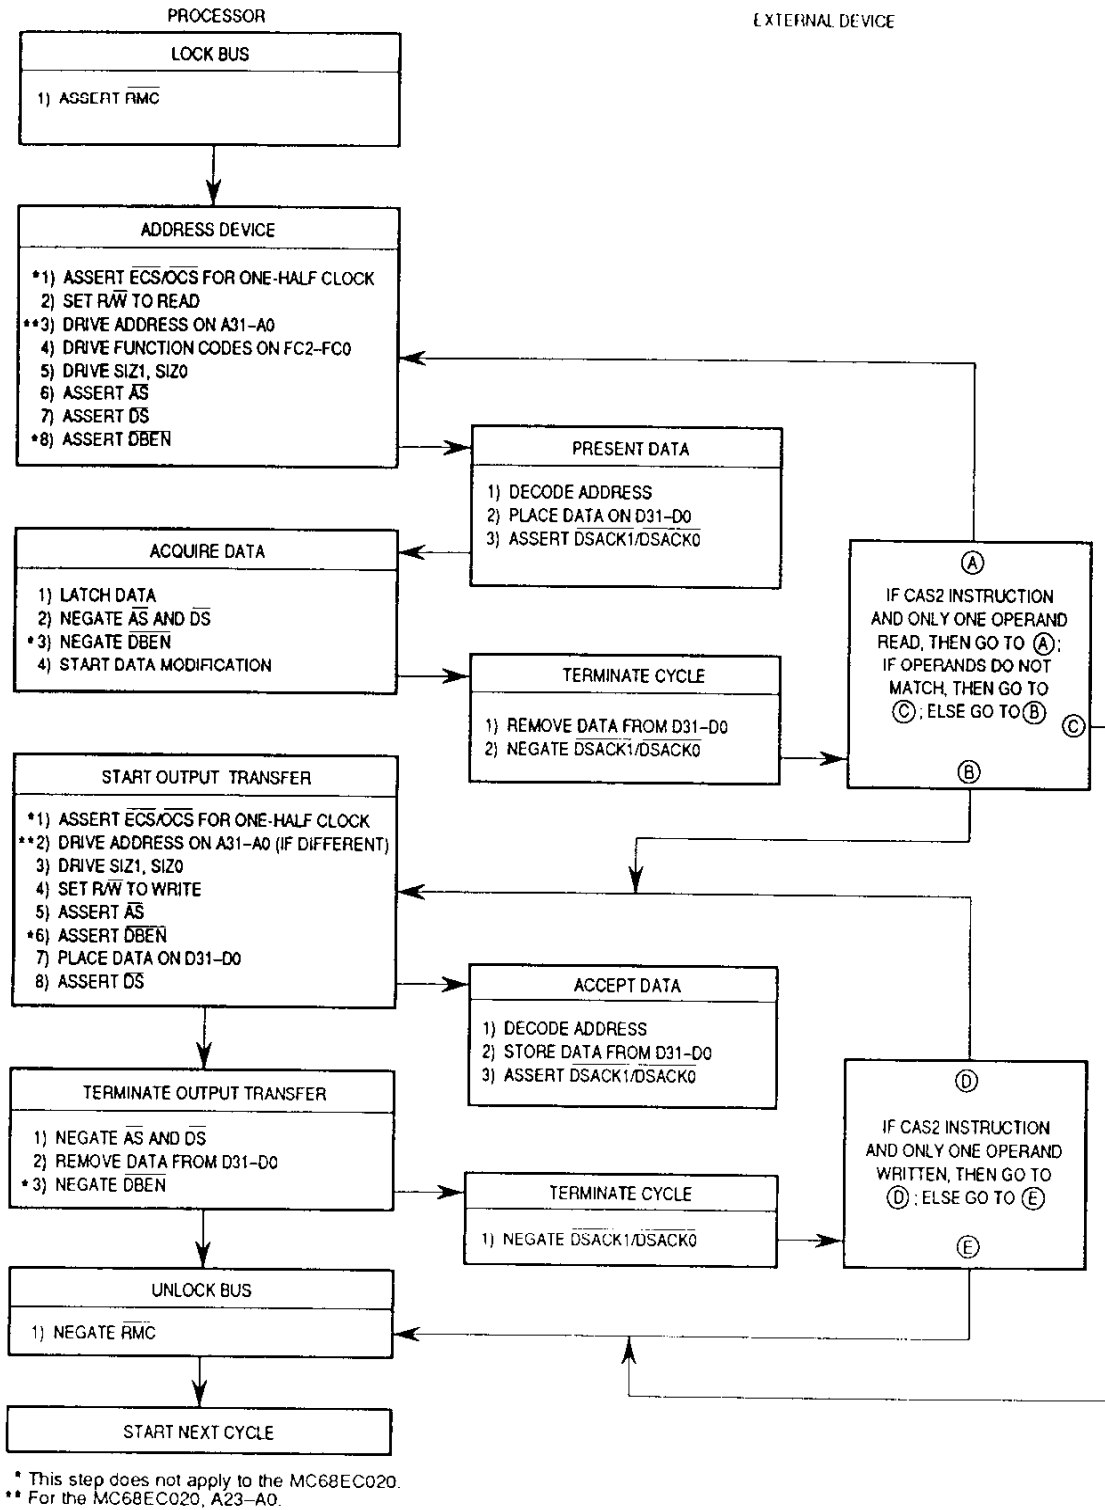 PROCESSOR
EXTERNAL DEVICE
LOCK BUS
1) ASSERT RMC
ADDRESS DEVICE
*1) ASSERT ECS/OCS FOR ONE-HALF CLOCK
2) SET R/W TO READ
**3) DRIVE ADDRESS ON A31–A0
4) DRIVE FUNCTION CODES ON FC2–FC0
5) DRIVE SIZ1, SIZ0
6) ASSERT AS
7) ASSERT DS
*8) ASSERT DBEN
PRESENT DATA
1) DECODE ADDRESS
2) PLACE DATA ON D31–D0
3) ASSERT DSACK1/DSACK0
ACQUIRE DATA
1) LATCH DATA
2) NEGATE AS AND DS
*3) NEGATE DBEN
4) START DATA MODIFICATION
TERMINATE CYCLE
1) REMOVE DATA FROM D31–D0
2) NEGATE DSACK1/DSACK0
A
IF CAS2 INSTRUCTION
AND ONLY ONE OPERAND
READ, THEN GO TO A;
IF OPERANDS DO NOT
MATCH, THEN GO TO
C; ELSE GO TO B
C
B
START OUTPUT TRANSFER
*1) ASSERT ECS/OCS FOR ONE-HALF CLOCK
**2) DRIVE ADDRESS ON A31–A0 (IF DIFFERENT)
3) DRIVE SIZ1, SIZ0
4) SET R/W TO WRITE
5) ASSERT AS
*6) ASSERT DBEN
7) PLACE DATA ON D31–D0
8) ASSERT DS
ACCEPT DATA
1) DECODE ADDRESS
2) STORE DATA FROM D31–D0
3) ASSERT DSACK1/DSACK0
TERMINATE OUTPUT TRANSFER
1) NEGATE AS AND DS
2) REMOVE DATA FROM D31–D0
*3) NEGATE DBEN
TERMINATE CYCLE
1) NEGATE DSACK1/DSACK0
D
IF CAS2 INSTRUCTION
AND ONLY ONE OPERAND
WRITTEN, THEN GO TO
D; ELSE GO TO E
E
UNLOCK BUS
1) NEGATE RMC
START NEXT CYCLE
* This step does not apply to the MC68EC020.
** For the MC68EC020, A23–A0.